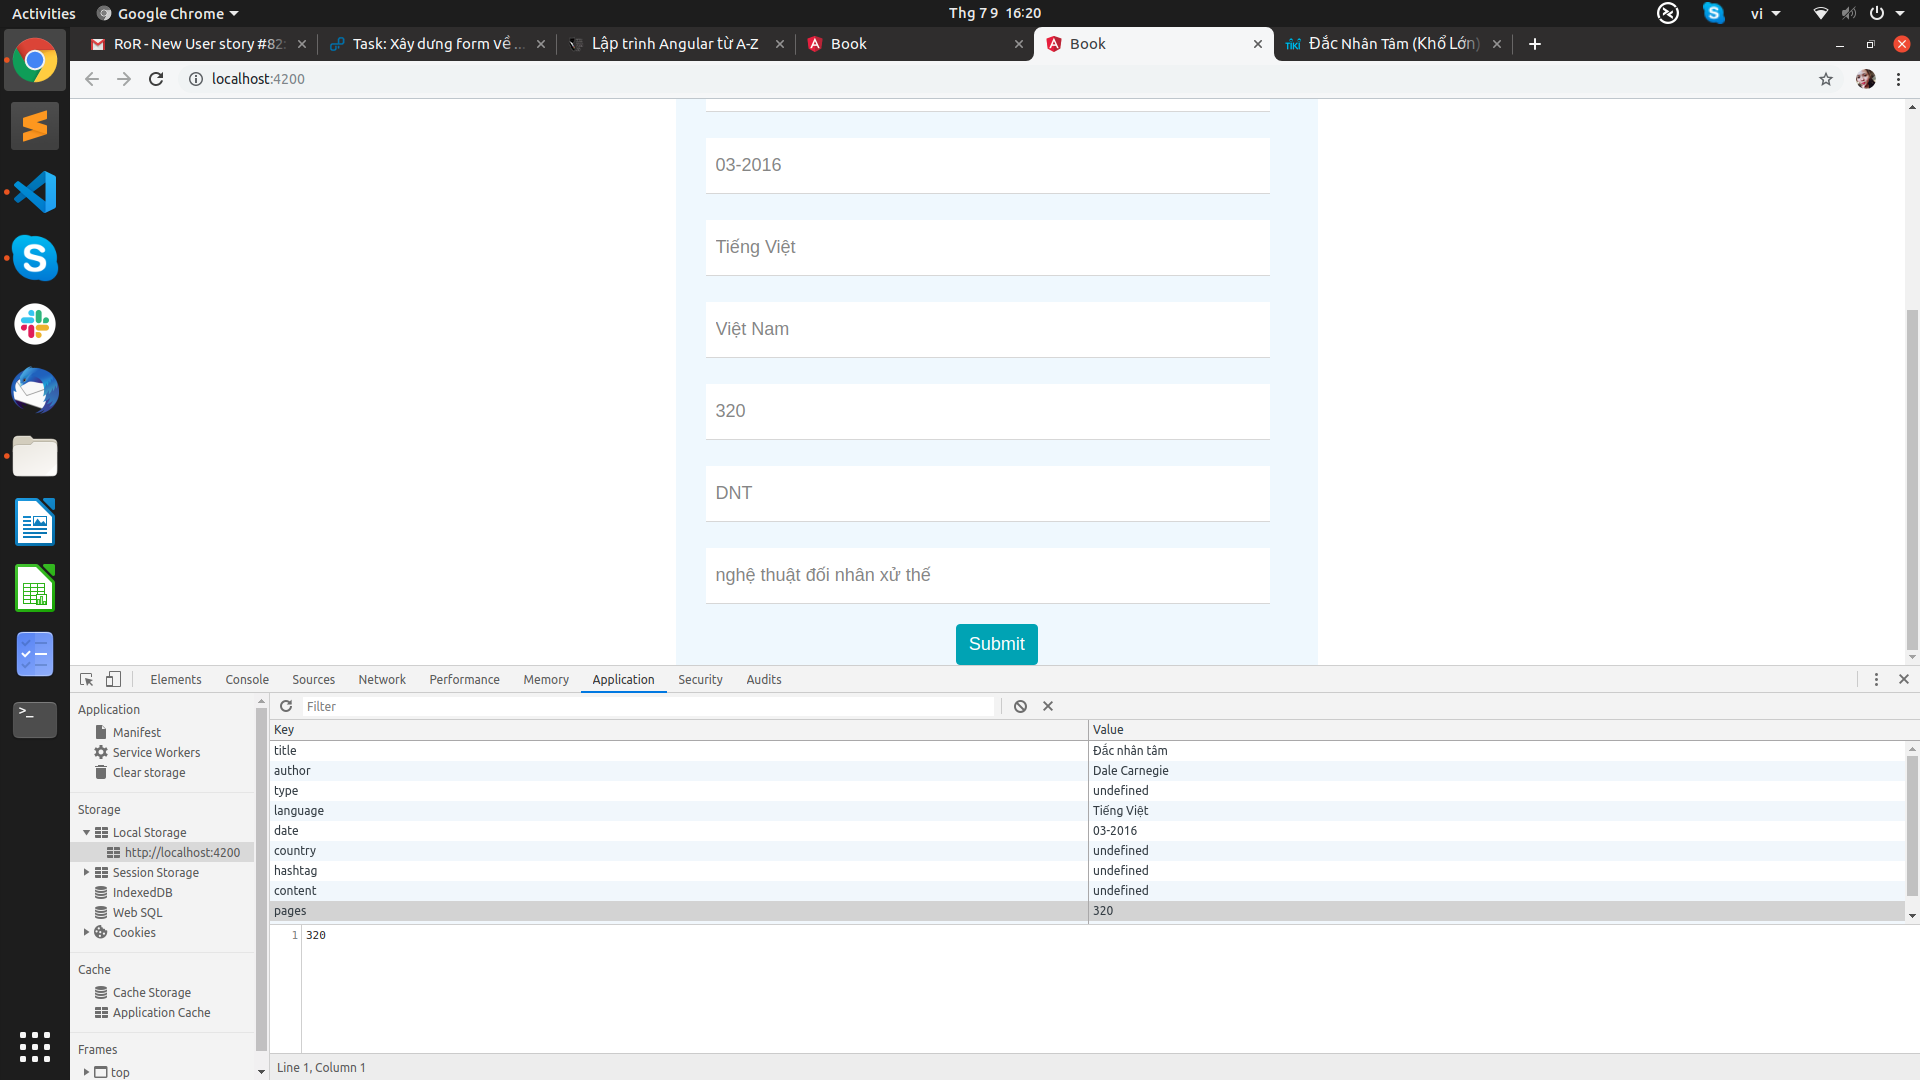 Activities
Google Chrome
Thg 7 9 16:20
vi
RoR - New User story #82
Task: Xây dưng form về ...
Lập trình Angular từ A-Z
Book
Book
Đắc Nhân Tâm (Khổ Lớn)
localhost:4200
03-2016
Tiếng Việt
Việt Nam
320
DNT
nghệ thuật đối nhân xử thế
Submit
Elements
Console
Sources
Network
Performance
Memory
Application
Security
Audits
Application
Manifest
Service Workers
Clear storage
Storage
Local Storage
http://localhost:4200
Session Storage
IndexedDB
Web SQL
Cookies
Cache
Cache Storage
Application Cache
Frames
top
Filter
Key Value
title Đắc nhân tâm
author Dale Carnegie
type undefined
language Tiếng Việt
date 03-2016
country undefined
hashtag undefined
content undefined
pages 320
1 320
Line 1, Column 1